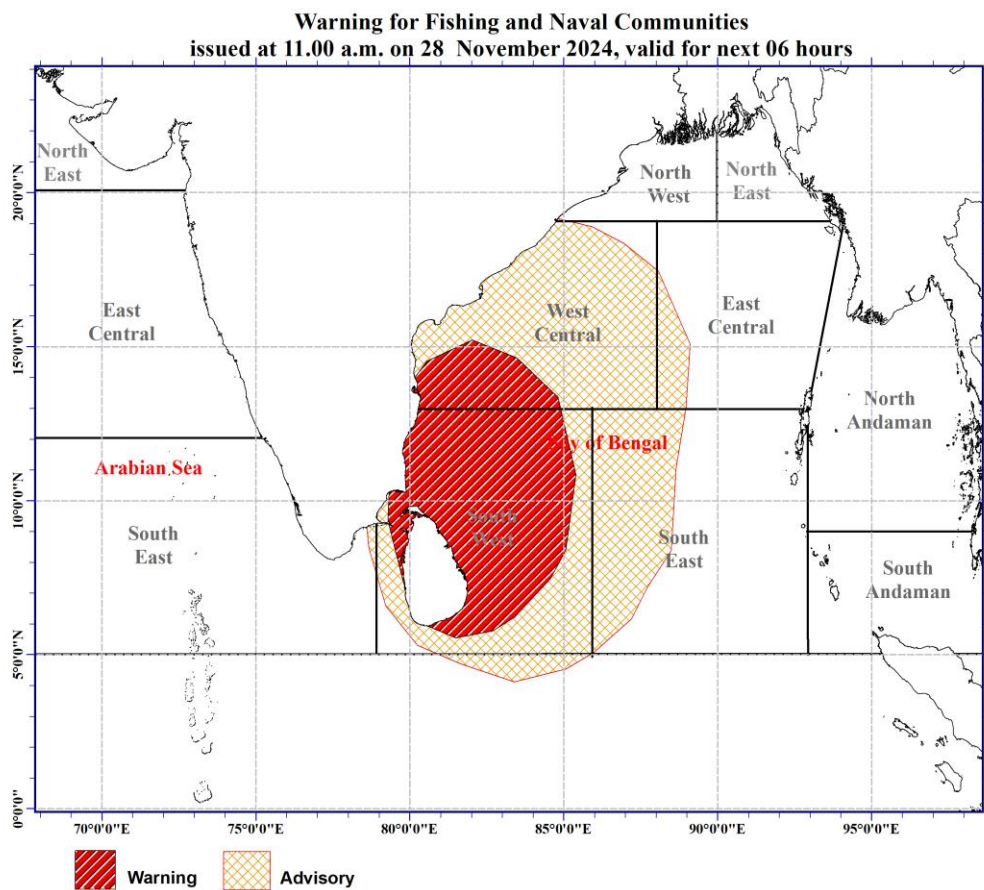 Warning for Fishing and Naval Communities
issued at 11.00 a.m. on 28 November 2024, valid for next 06 hours
North
East
North
West
North
East
20°0'0"N
East
Central
West
Central
East
Central
15°0'0"N
North
Andaman
Bay of Bengal
Arabian Sea
10°0'0"N
South
East
South
West
South
East
South
Andaman
5°0'0"N
0°0'0"
70°0'0"E
75°0'0"E
80°0'0"E
85°0'0"E
90°0'0"E
95°0'0"E
Warning
Advisory